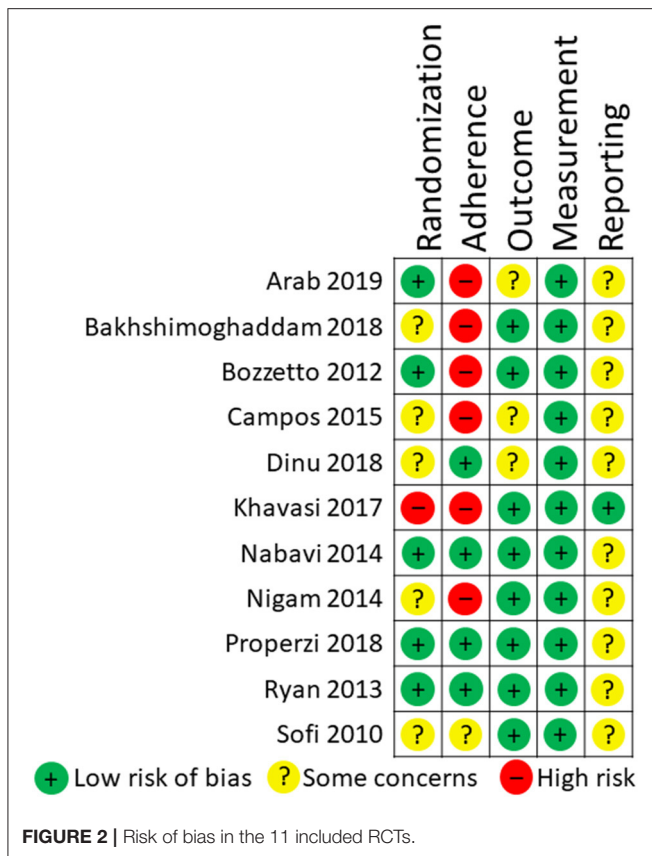 Randomization
Adherence
Outcome
Measurement
Reporting
Arab 2019 + − ? + ?
Bakhshimoghaddam 2018 ? − + + ?
Bozzetto 2012 + − + + ?
Campos 2015 ? − ? + ?
Dinu 2018 ? + ? + ?
Khavasi 2017 − − + + +
Nabavi 2014 + + + + ?
Nigam 2014 ? − + + ?
Properzi 2018 + + + + ?
Ryan 2013 + + + + ?
Sofi 2010 ? ? + + ?
+ Low risk of bias ? Some concerns − High risk
FIGURE 2 | Risk of bias in the 11 included RCTs.